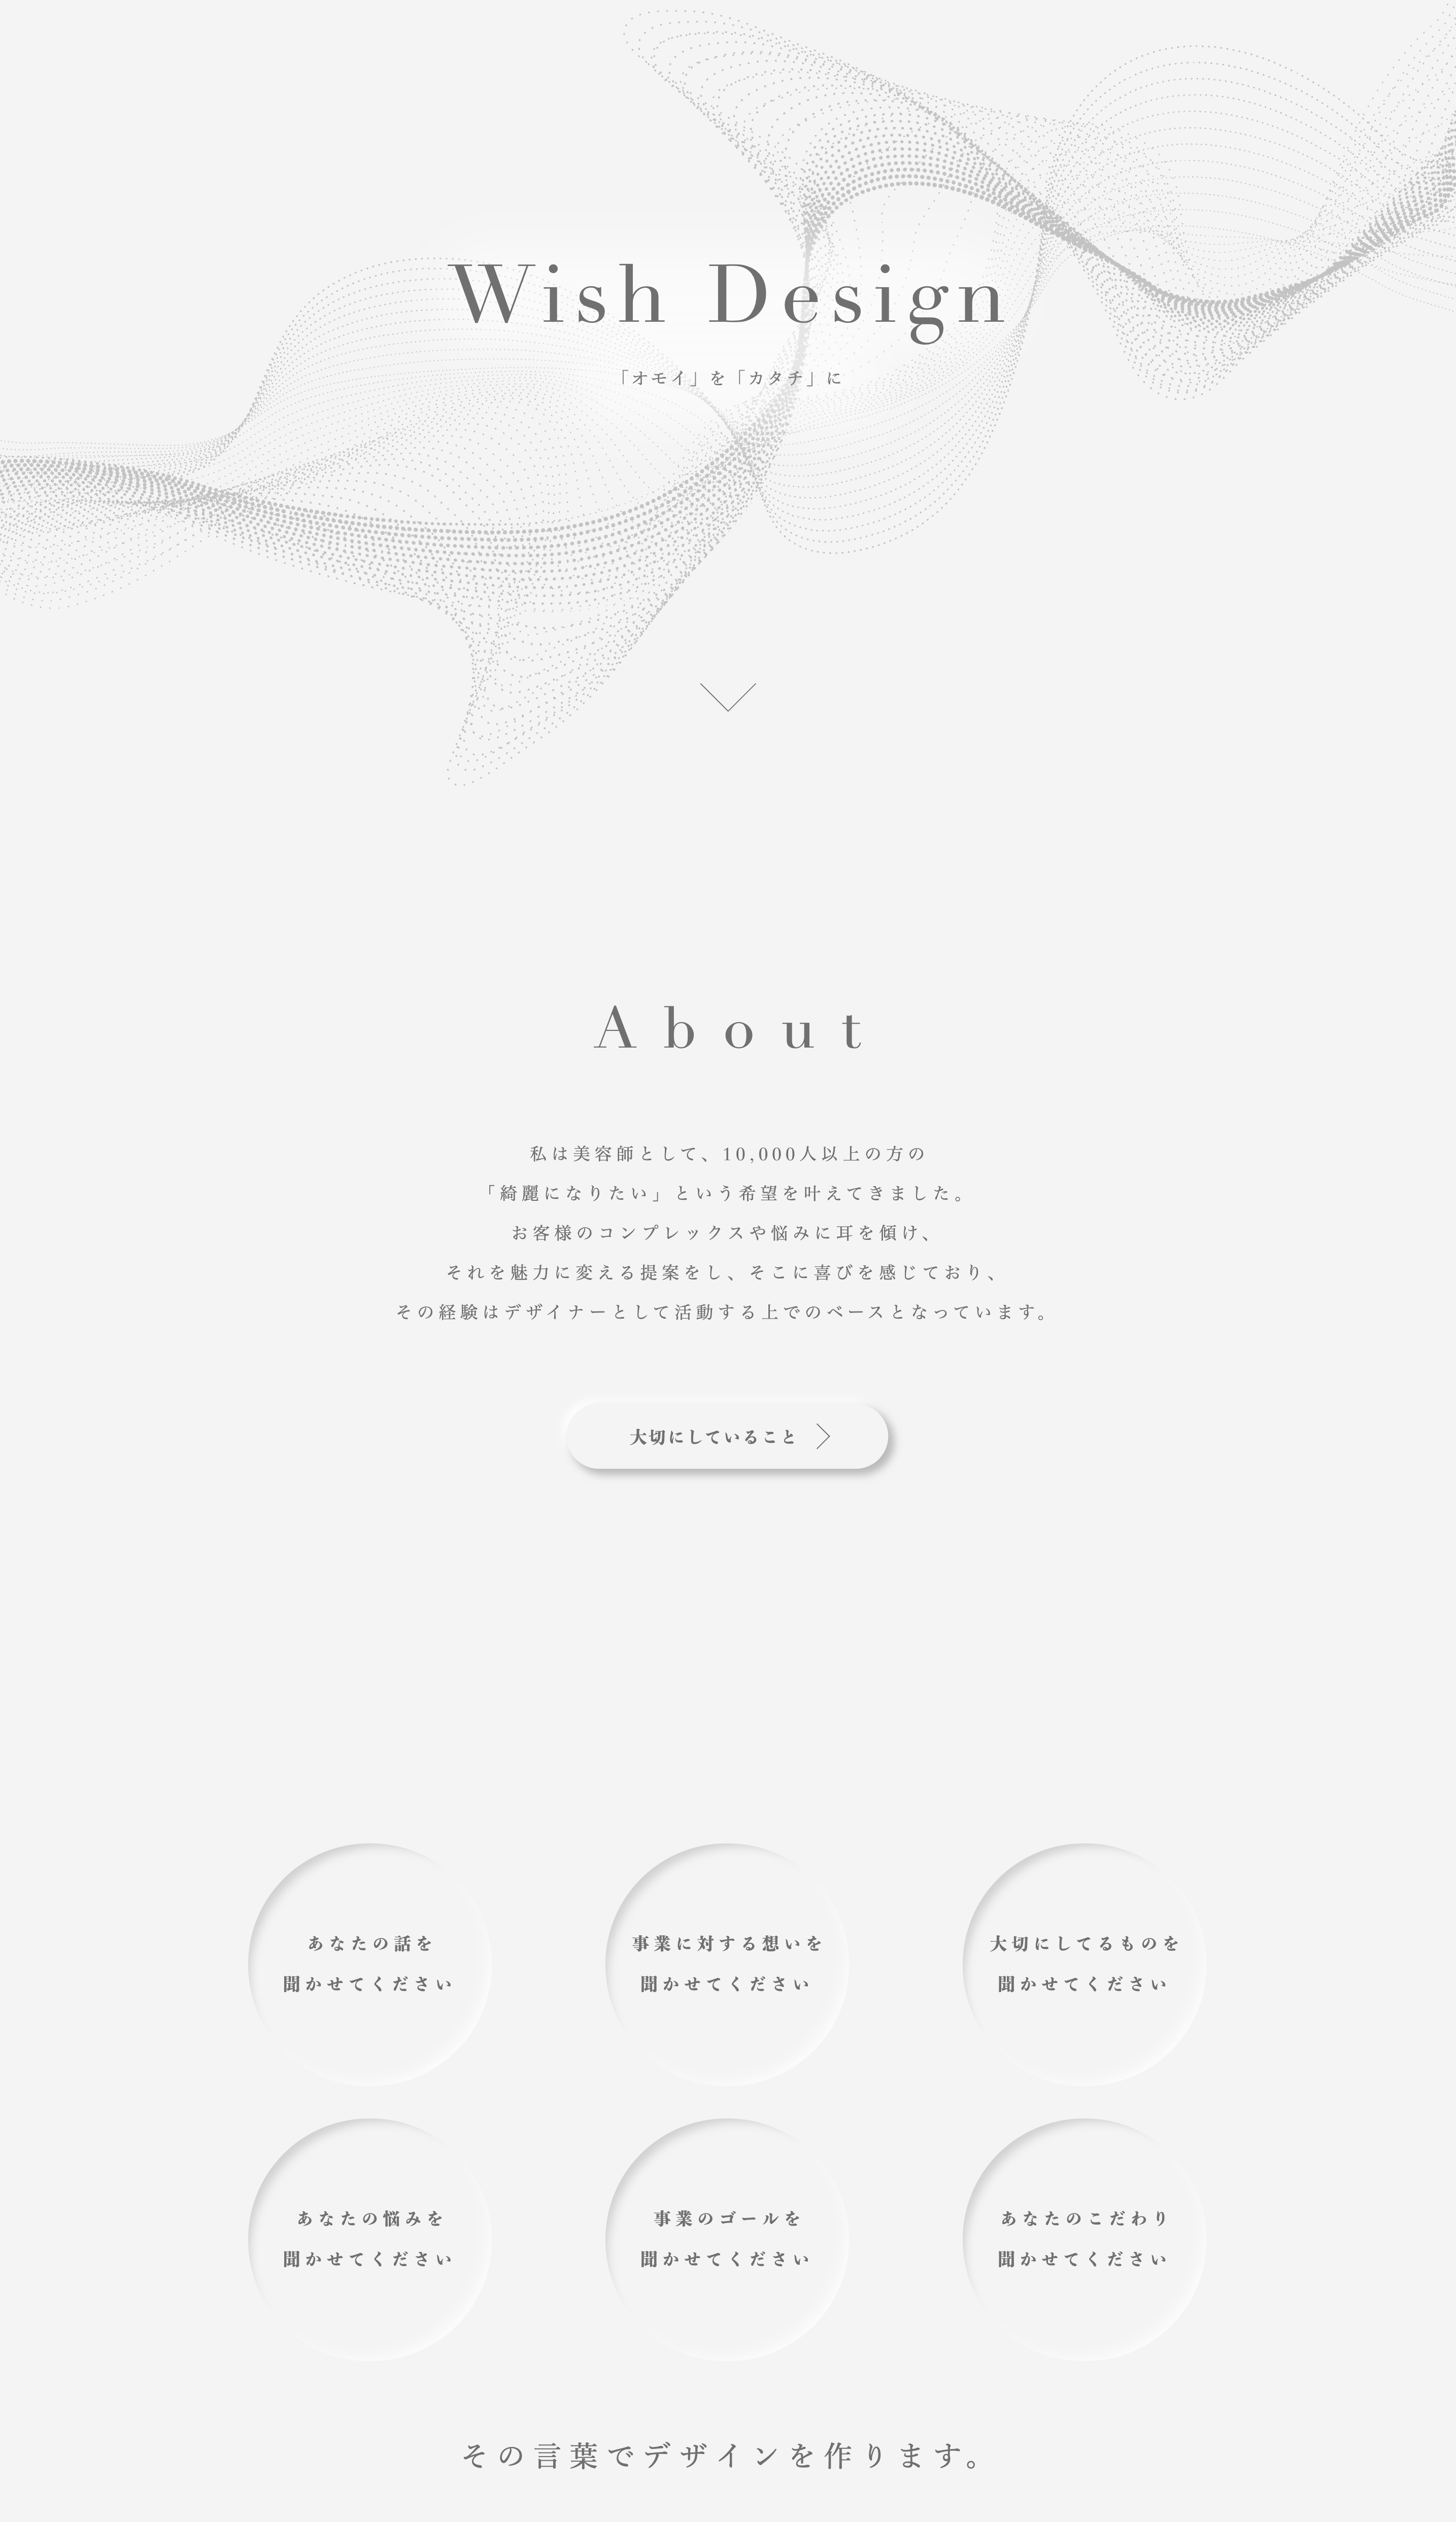 Wish Design
「オモイ」を「カタチ」に
About
私は美容師として、10,000人以上の方の
「綺麗になりたい」という希望を叶えてきました。
お客様のコンプレックスや悩みに耳を傾け、
それを魅力に変える提案をし、そこに喜びを感じており、
その経験はデザイナーとして活動する上でのベースとなっています。
大切にしていること
あなたの話を
聞かせてください
事業に対する想いを
聞かせてください
大切にしてるものを
聞かせてください
あなたの悩みを
聞かせてください
事業のゴールを
聞かせてください
あなたのこだわり
聞かせてください
その言葉でデザインを作ります。